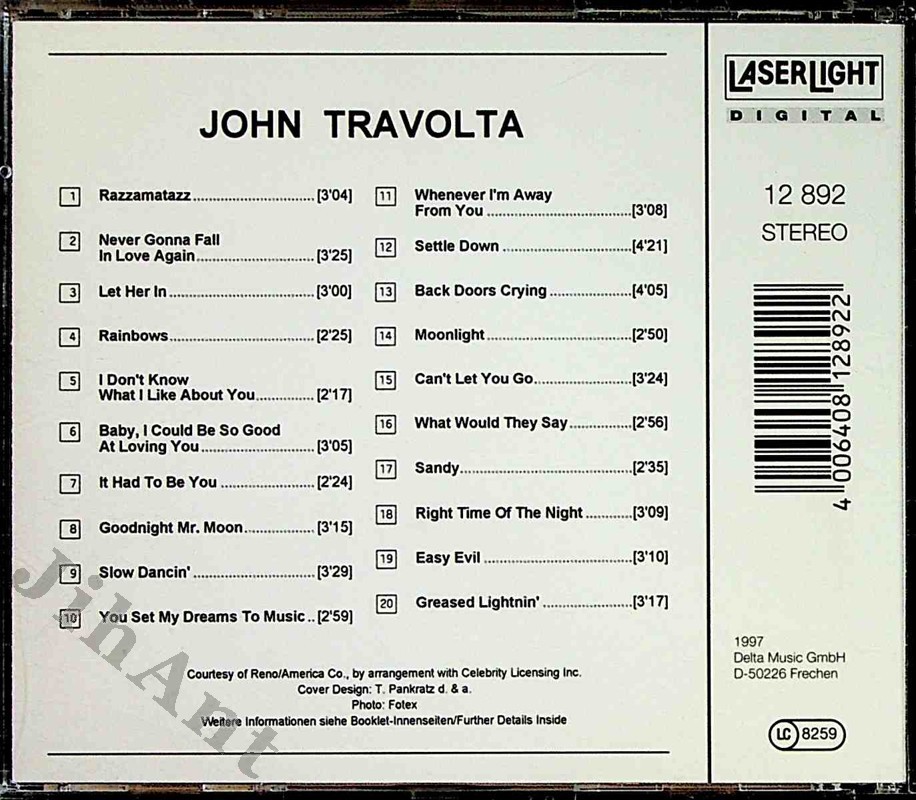 JOHN TRAVOLTA
1 Razzamatazz [3'04]
2 Never Gonna Fall
In Love Again [3'25]
3 Let Her In [3'00]
4 Rainbows [2'25]
5 I Don't Know
What I Like About You [2'17]
6 Baby, I Could Be So Good
At Loving You [3'05]
7 It Had To Be You [2'24]
8 Goodnight Mr. Moon [3'15]
9 Slow Dancin' [3'29]
10 You Set My Dreams To Music [2'59]
11 Whenever I'm Away
From You [3'08]
12 Settle Down [4'21]
13 Back Doors Crying [4'05]
14 Moonlight [2'50]
15 Can't Let You Go [3'24]
16 What Would They Say [2'56]
17 Sandy [2'35]
18 Right Time Of The Night [3'09]
19 Easy Evil [3'10]
20 Greased Lightnin' [3'17]
Courtesy of Reno/America Co., by arrangement with Celebrity Licensing Inc.
Cover Design: T. Pankratz d. & a.
Photo: Fotex
Weitere Informationen siehe Booklet-Innenseiten/Further Details Inside
LASERLIGHT
DIGITAL
12 892
STEREO
4 006408 128922
1997
Delta Music GmbH
D-50226 Frechen
LC 8259
JihAnt